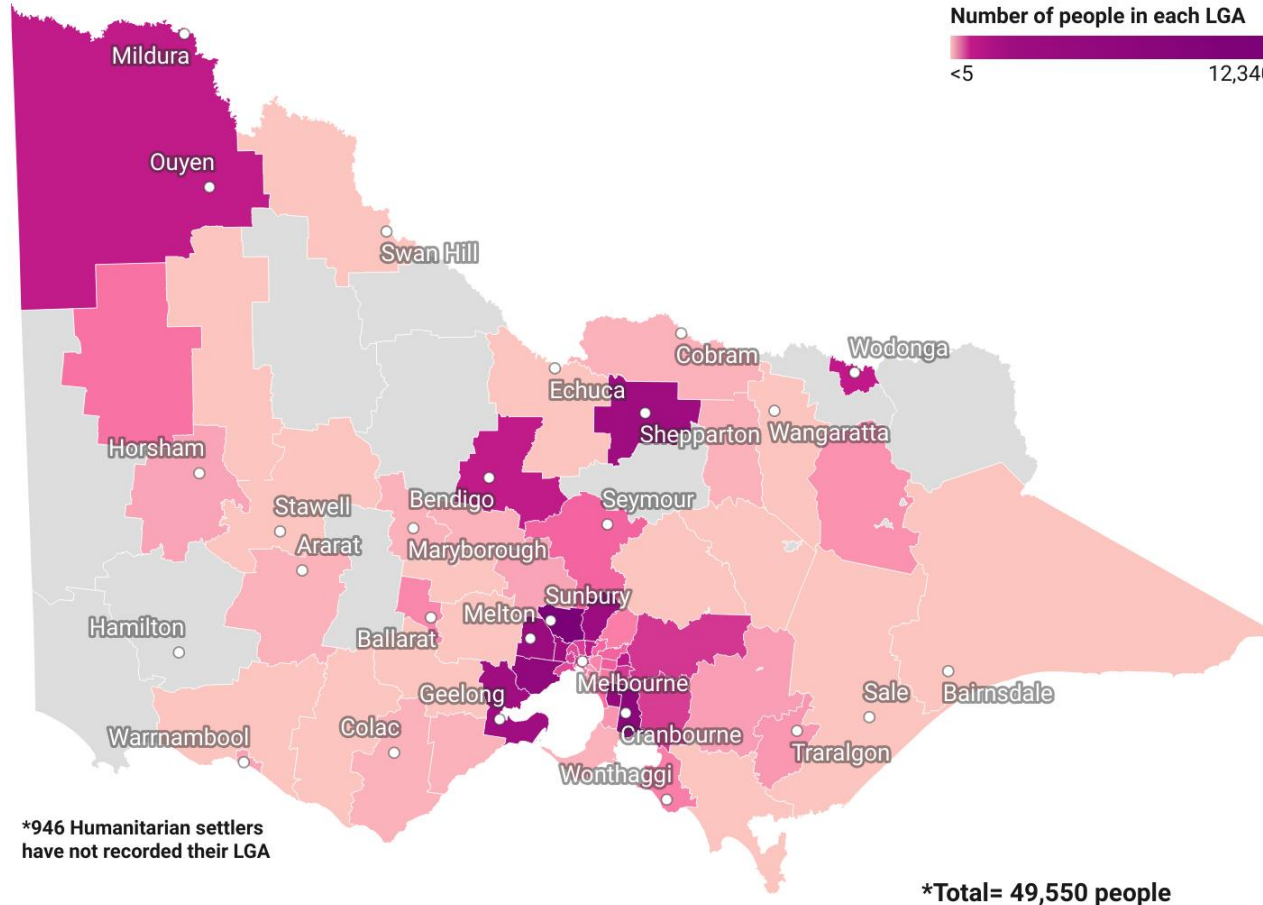 Number of people in each LGA
<5
Mildura
Ouyen
Swan Hill
Cobram
Wodonga
Echuca
Shepparton
Wangaratta
Horsham
Bendigo
Seymour
Stawell
Ararat
Maryborough
Sunbury
Melton
Hamilton
Ballarat
Melbourne
Geelong
Sale
Bairnsdale
Warrnambool
Colac
Cranbourne
Traralgon
Wonthaggi
*946 Humanitarian settlers
have not recorded their LGA
*Total= 49,550 people